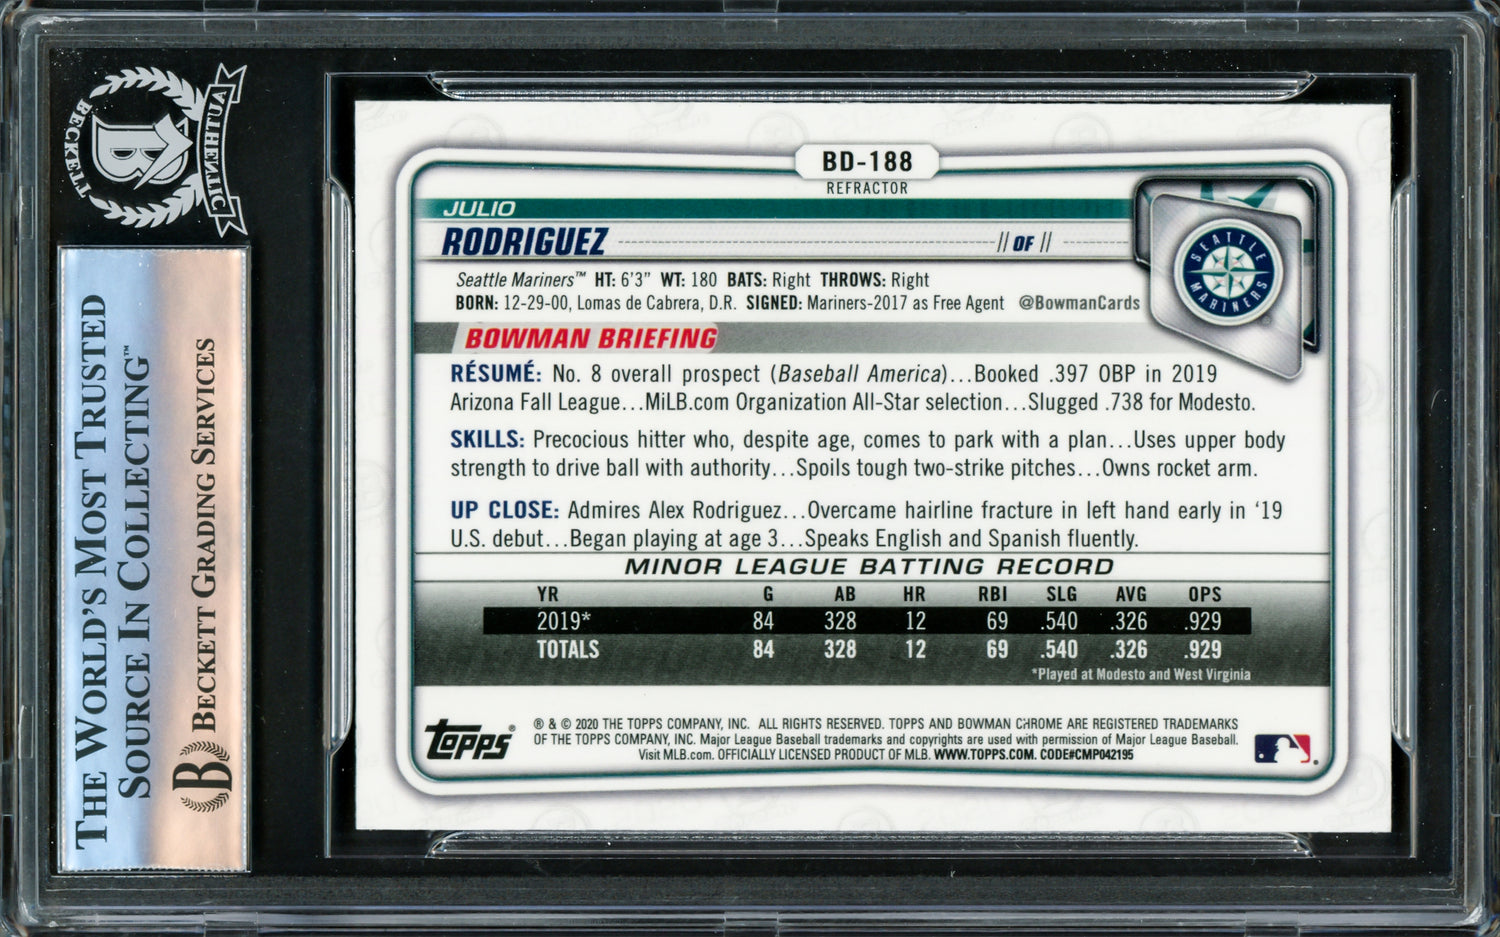 BECKETT
AUTHENTIC
B
THE WORLD'S MOST TRUSTED
SOURCE IN COLLECTING™
B BECKETT GRADING SERVICES
BD-188
REFRACTOR
JULIO
RODRIGUEZ // OF //
SEATTLE
MARINERS
Seattle Mariners™ HT: 6'3" WT: 180 BATS: Right THROWS: Right
BORN: 12-29-00, Lomas de Cabrera, D.R. SIGNED: Mariners-2017 as Free Agent @BowmanCards
BOWMAN BRIEFING
RÉSUMÉ: No. 8 overall prospect (Baseball America)...Booked .397 OBP in 2019
Arizona Fall League...MiLB.com Organization All-Star selection...Slugged .738 for Modesto.
SKILLS: Precocious hitter who, despite age, comes to park with a plan...Uses upper body
strength to drive ball with authority...Spoils tough two-strike pitches...Owns rocket arm.
UP CLOSE: Admires Alex Rodriguez...Overcame hairline fracture in left hand early in '19
U.S. debut...Began playing at age 3...Speaks English and Spanish fluently.
MINOR LEAGUE BATTING RECORD
YR G AB HR RBI SLG AVG OPS
2019* 84 328 12 69 .540 .326 .929
TOTALS 84 328 12 69 .540 .326 .929
*Played at Modesto and West Virginia
Topps®
® & © 2020 THE TOPPS COMPANY, INC. ALL RIGHTS RESERVED. TOPPS AND BOWMAN CHROME ARE REGISTERED TRADEMARKS
OF THE TOPPS COMPANY, INC. Major League Baseball trademarks and copyrights are used with permission of Major League Baseball.
Visit MLB.com. OFFICIALLY LICENSED PRODUCT OF MLB. WWW.TOPPS.COM. CODE#CMP042195